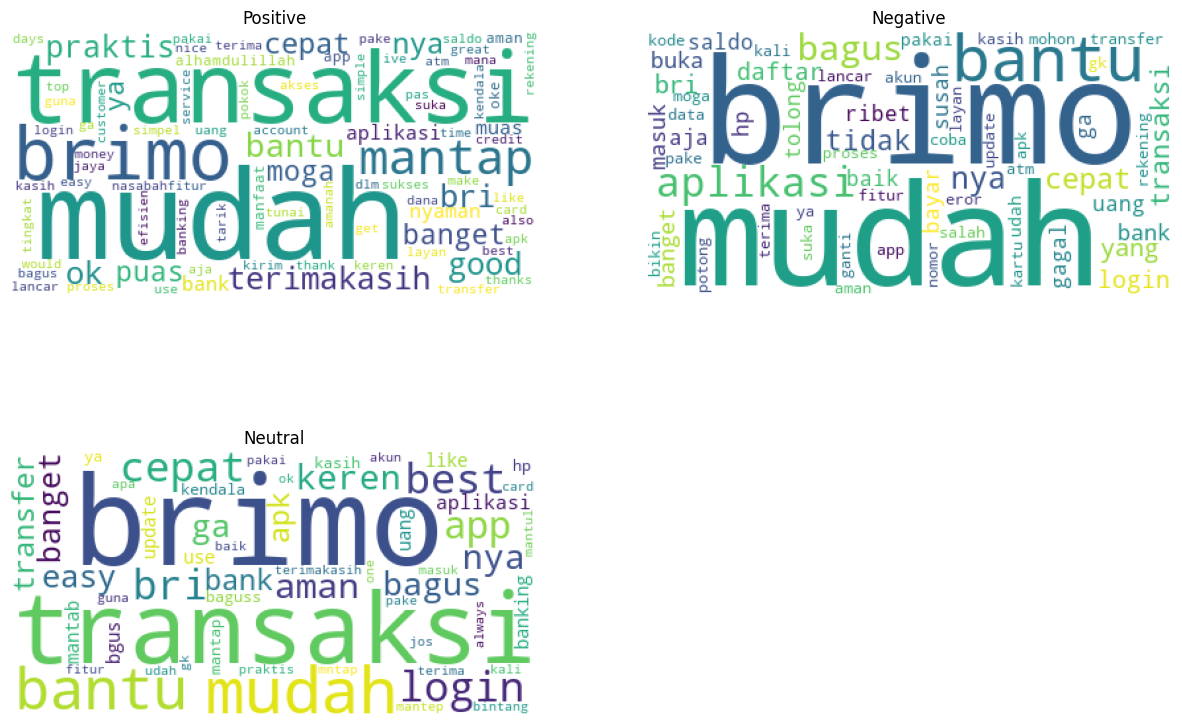 Positive
days praktis pakai nice terima cepat app pake nya saldo great aman mana
top guna alhamdulillah service customer ya pokok akses simple ive atm pas suka kendala oke rekening
transaksi
login ga simpel uang account aplikasi time muas credit
brimo money jaya bantu moga mantap
kasih easy nasabahfitur manfaat dlm sukses make bri like card also
tingkat efisien banking tarik tunai amanah dana nyaman get banget apk best
mudah
would bagus ok puas aja kirim thank keren layan good
lancar proses use bank terimakasih transfer thanks
Negative
kode saldo kali bagus pakai kasih mohon transfer gk
buka bri daftar lancar akun bantu
moga data masuk aja hp tolong ribet tidak susah layan coba update ga transaksi
brimo
pake proses atm apk rekening
aplikasi baik fitur nya bayar eror cepat
banget terima ya suka uang udah
mudah
bikin potong ganti app salah nomor kartu gagal yang bank
aman login
Neutral
ya cepat pakai kasih akun like hp
transfer banget apa kendala ok keren best card
update ga apk uang aplikasi app mantul
brimo
use baik nya
easy bri bank terimakasih aman one masuk bagus
guna baguss pake always banking
mantab bgus transaksi jos
mantap gk
fitur udah praktis mntap terima kali
bantu mudah login
mantep bintang